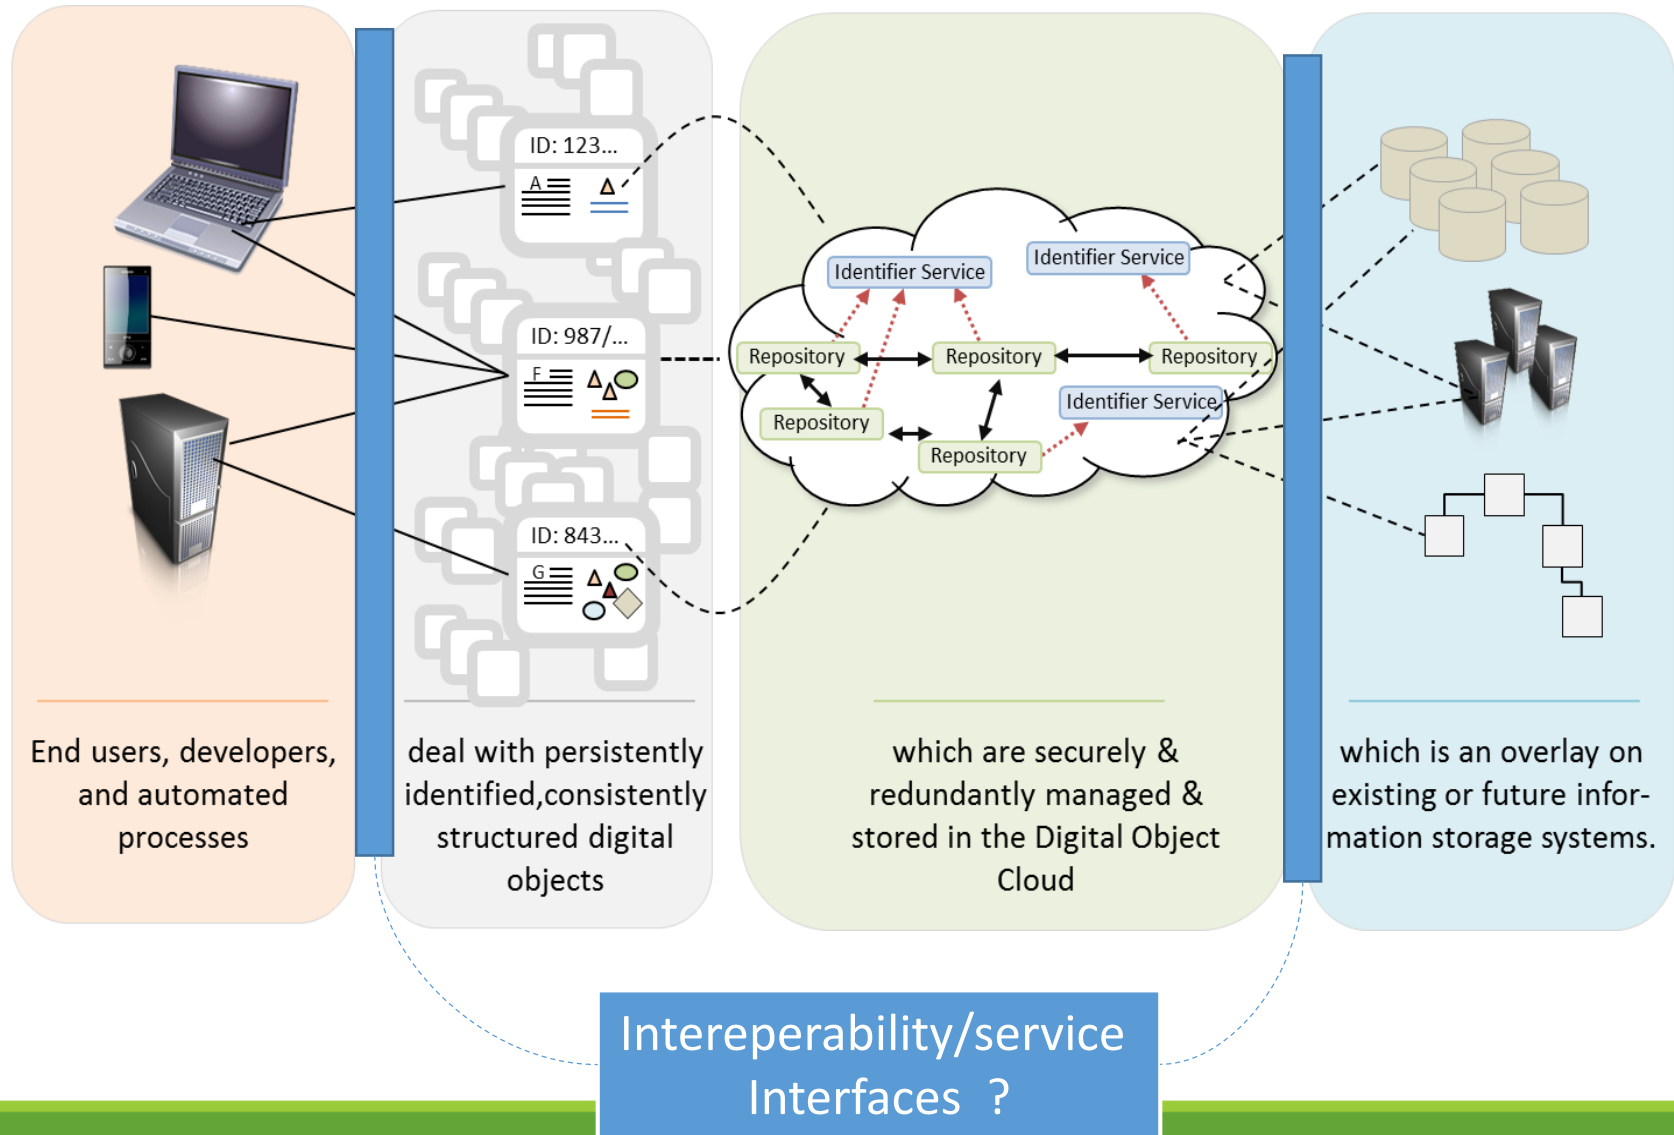 ID: 123...
A
ID: 987/...
F
ID: 843...
G
Identifier Service
Identifier Service
Repository
Repository
Repository
Identifier Service
Repository
Repository
End users, developers,
and automated
processes
deal with persistently
identified,consistently
structured digital
objects
which are securely &
redundantly managed &
stored in the Digital Object
Cloud
which is an overlay on
existing or future infor-
mation storage systems.
Intereperability/service
Interfaces ?